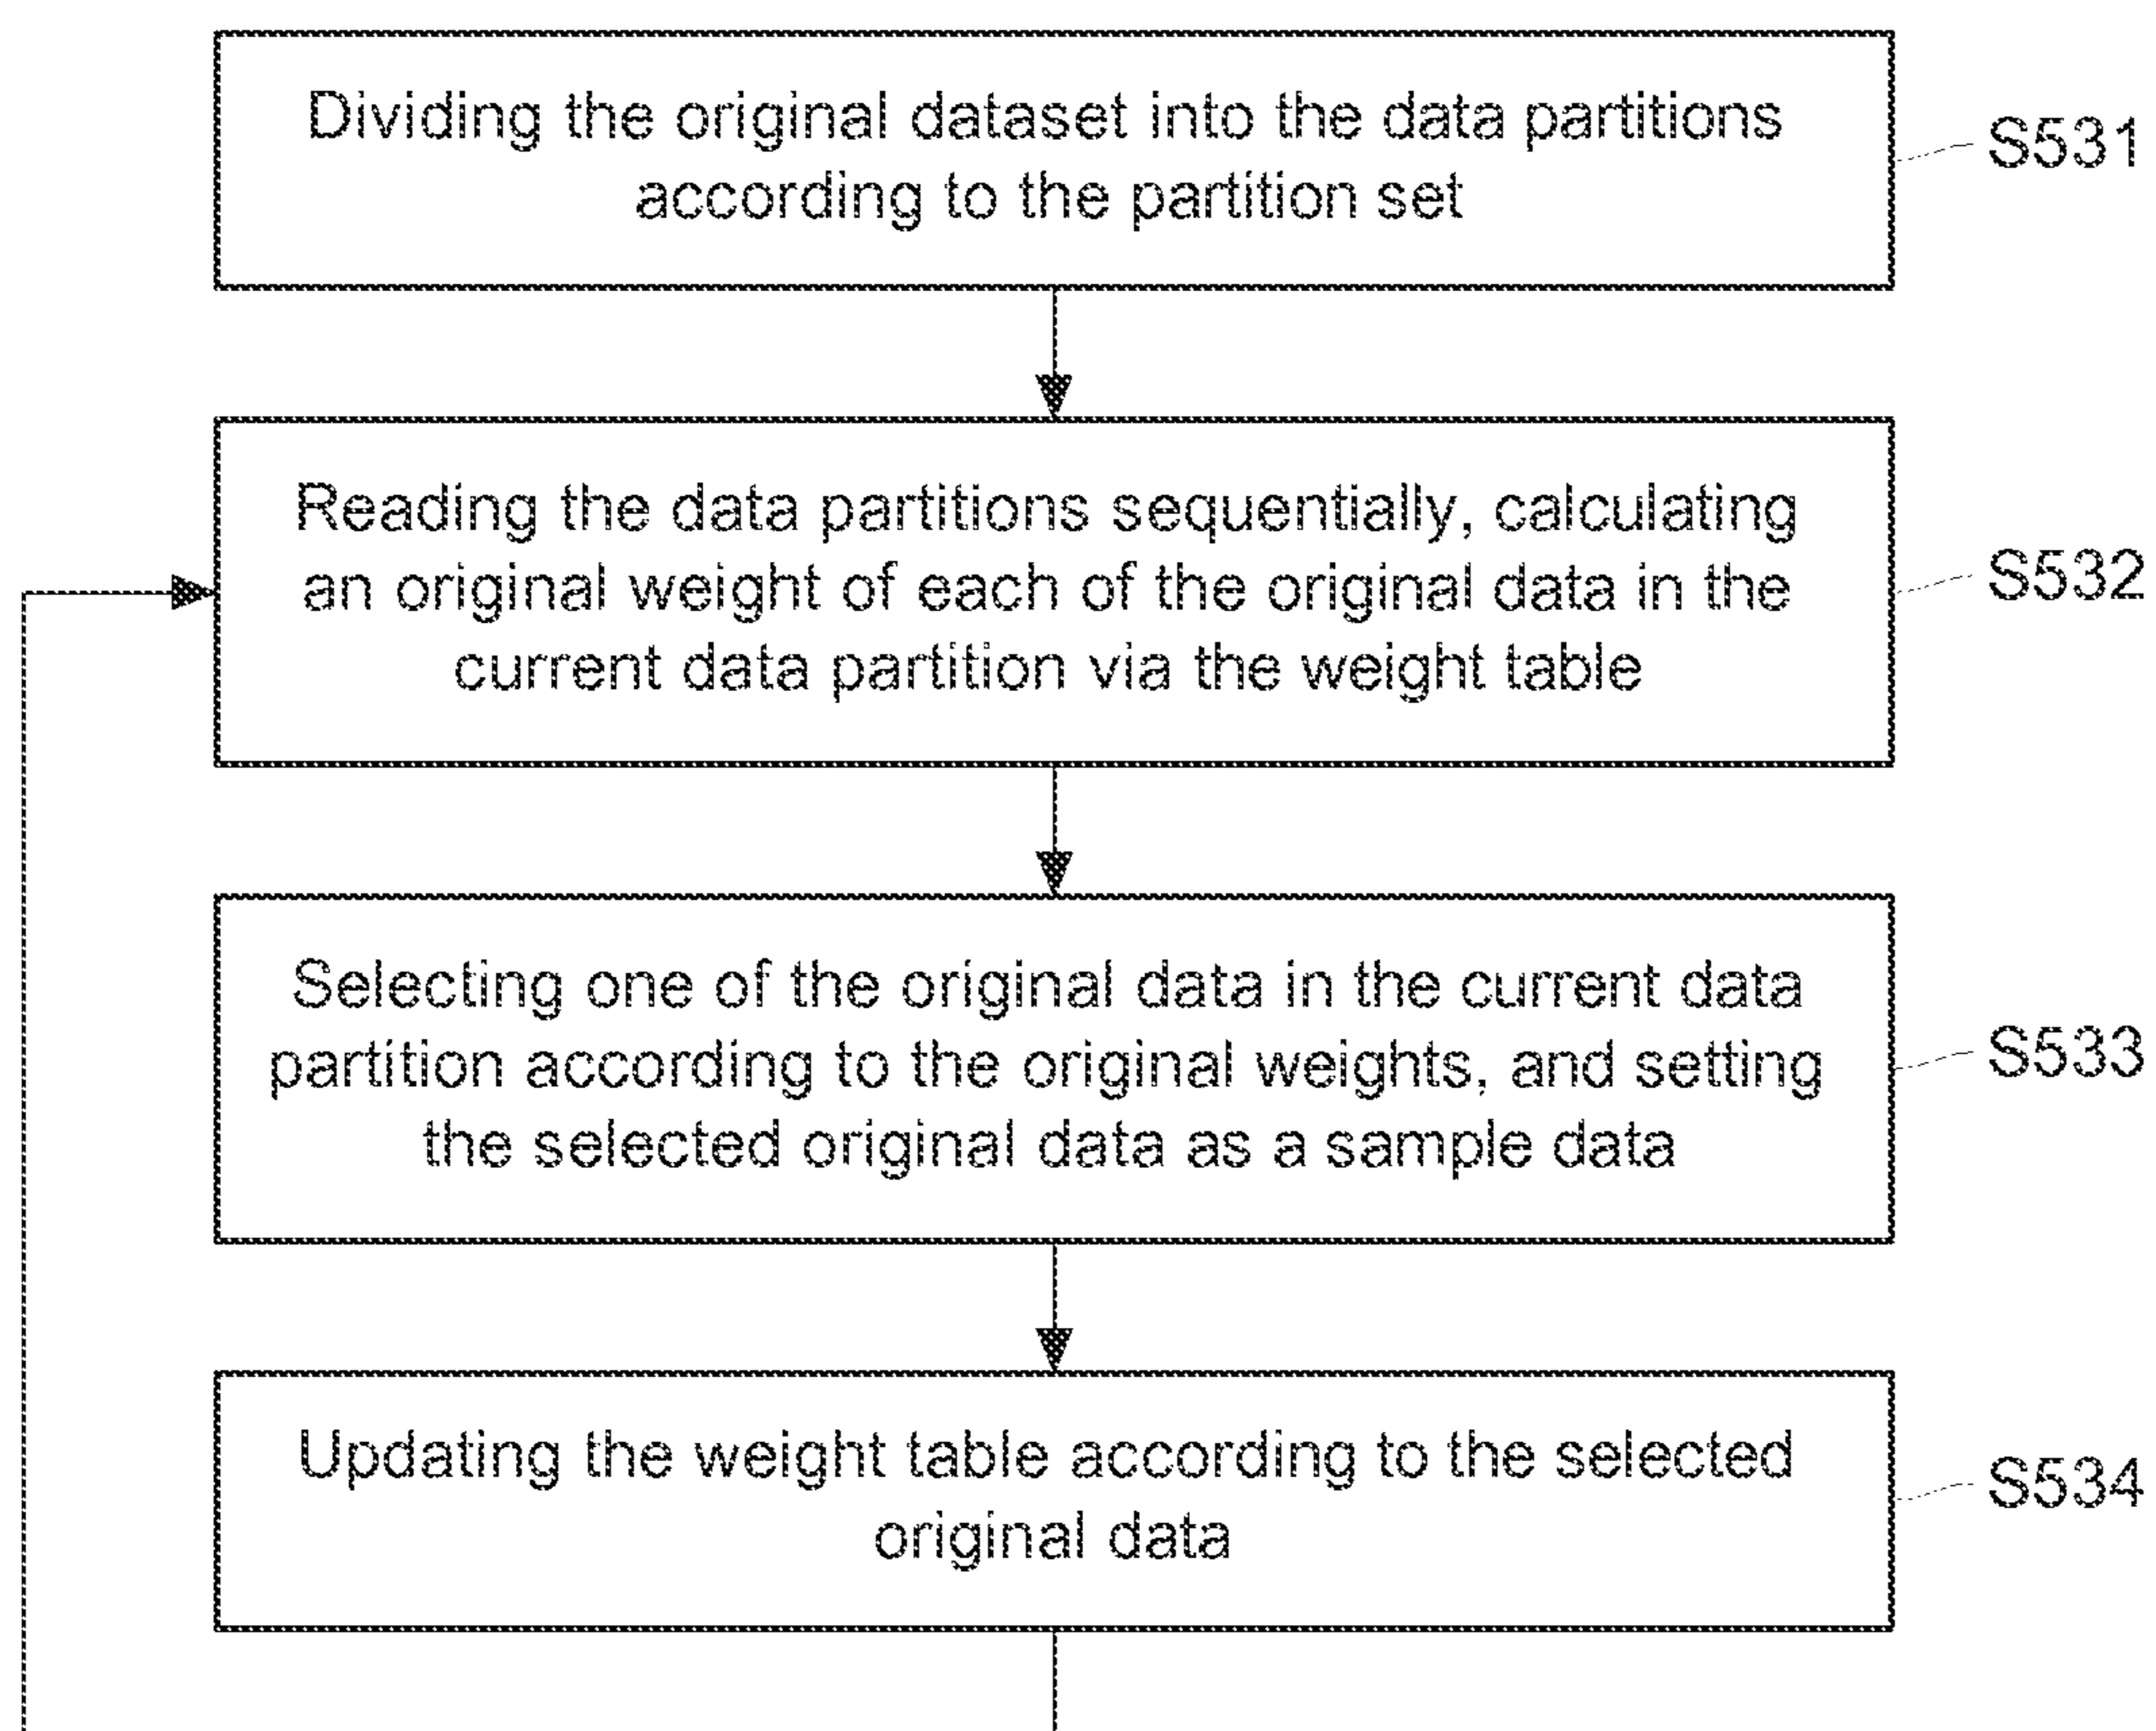 Dividing the original dataset into the data partitions
according to the partition set
S531
Reading the data partitions sequentially, calculating
an original weight of each of the original data in the
current data partition via the weight table
S532
Selecting one of the original data in the current data
partition according to the original weights, and setting
the selected original data as a sample data
S533
Updating the weight table according to the selected
original data
S534